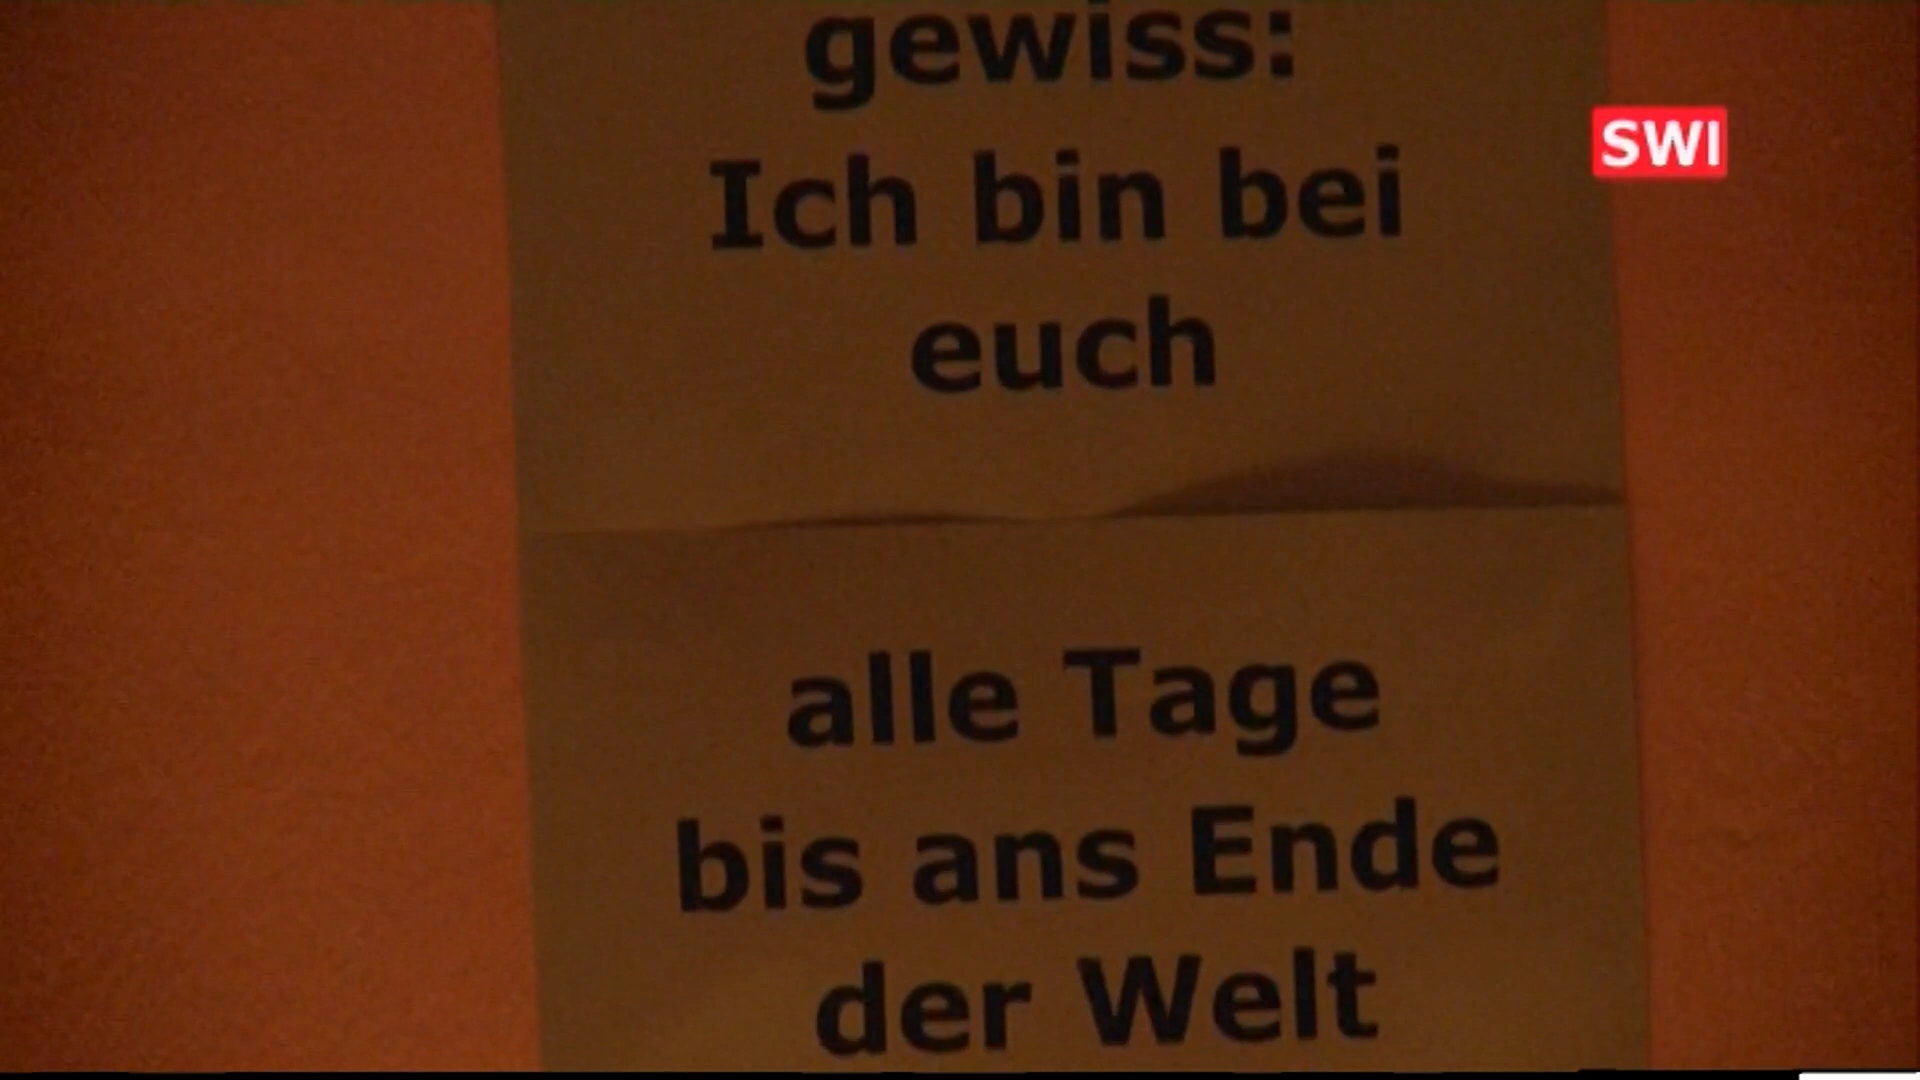 gewiss:
SWI
Ich bin bei
euch
alle Tage
bis ans Ende
der Welt